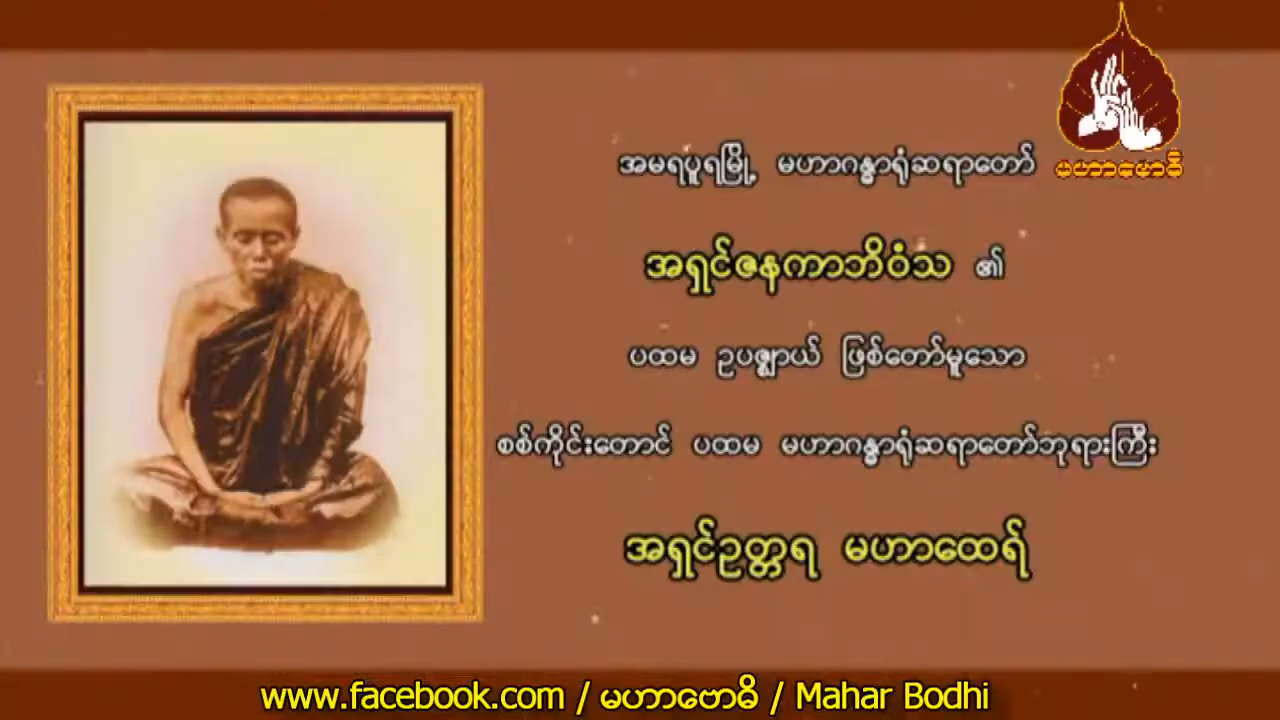 မဟာဗောဓိ
အမရပူရမြို့ မဟာဂန္ဓာရုံဆရာတော်
အရှင်ဇနကာဘိဝံသ ၏
ပထမ ဥပဇ္ဈာယ် ဖြစ်တော်မူသော
စစ်ကိုင်းတောင် ပထမ မဟာဂန္ဓာရုံဆရာတော်ဘုရားကြီး
အရှင်ဥတ္တရ မဟာထေရ်
www.facebook.com / မဟာဗောဓိ / Mahar Bodhi